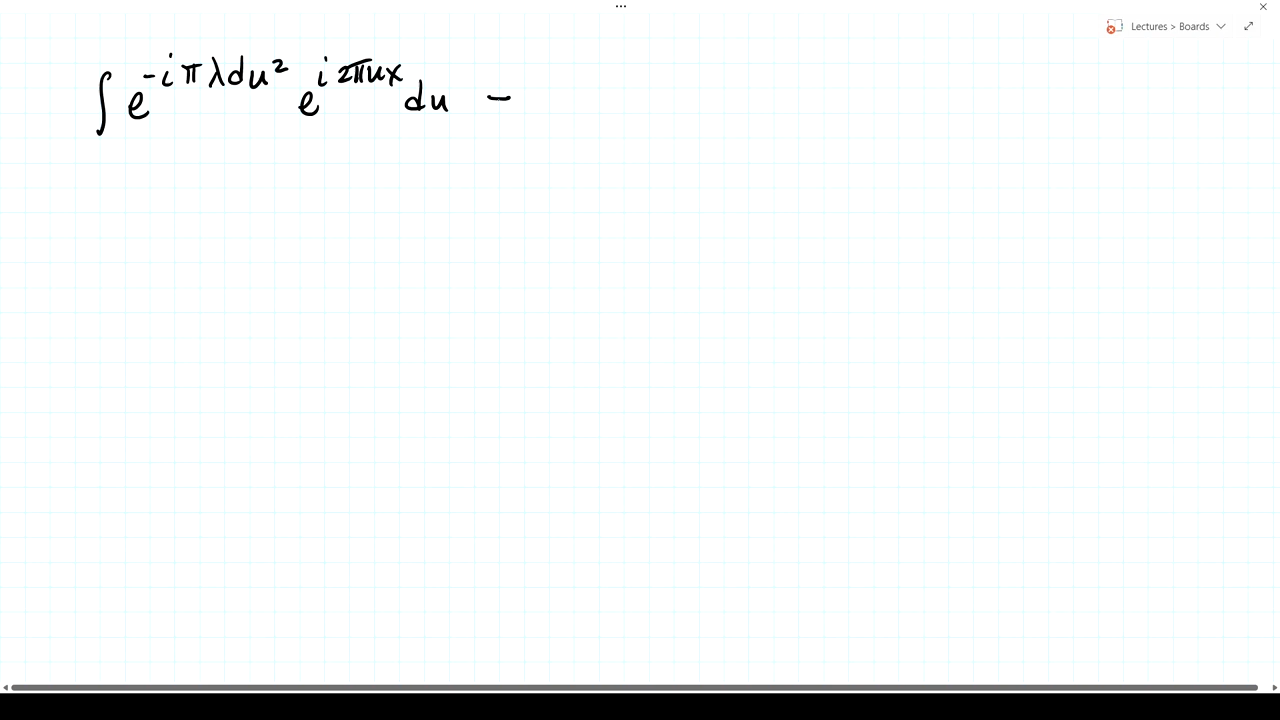 Lectures > Boards
∫ e^{-iπλdu²} e^{i2πux} du −